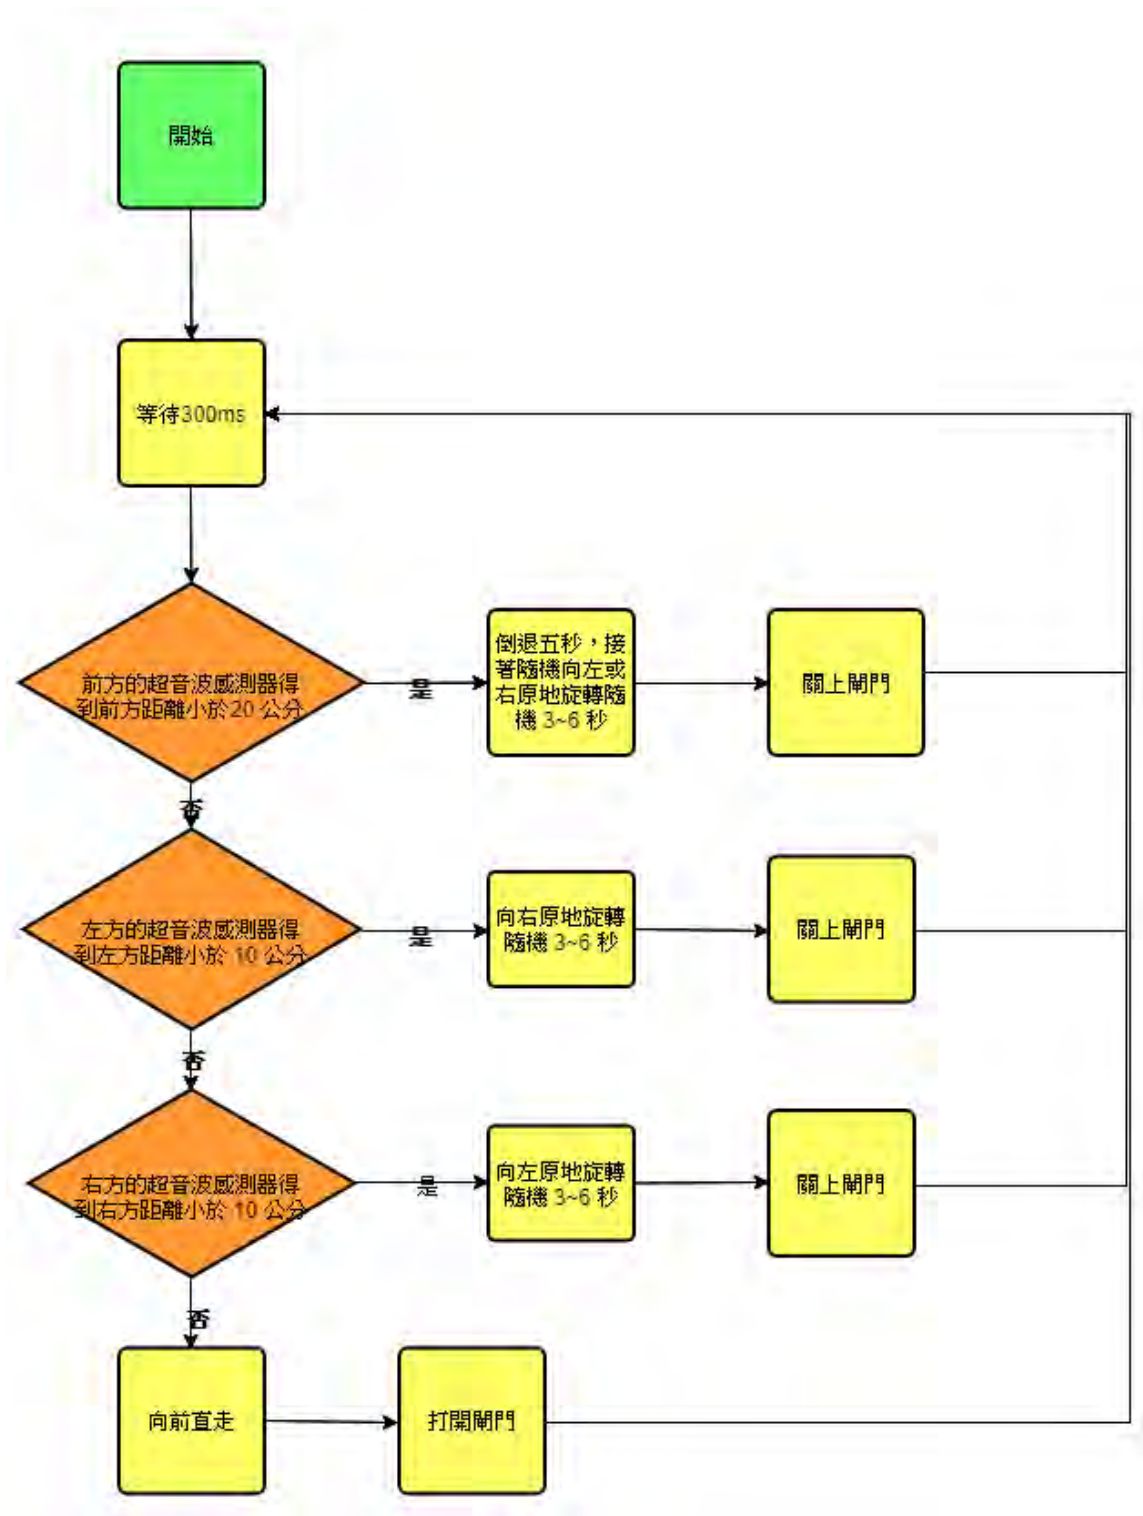 開始
等待300ms
前方的超音波感測器得
到前方距離小於20 公分
是
倒退五秒，接
著隨機向左或
右原地旋轉隨
機 3~6 秒
關上閘門
否
左方的超音波感測器得
到左方距離小於 10 公分
是
向右原地旋轉
隨機 3~6 秒
關上閘門
否
右方的超音波感測器得
到右方距離小於 10 公分
是
向左原地旋轉
隨機 3~6 秒
關上閘門
否
向前直走
打開閘門